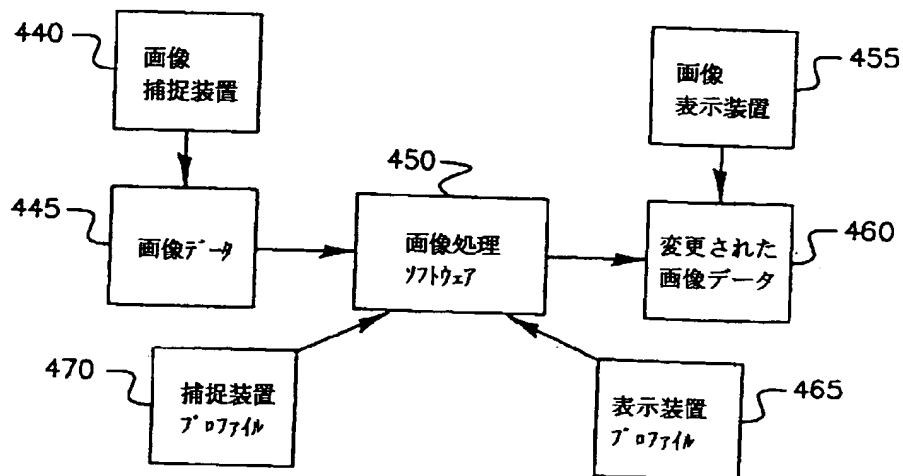 440
画像
捕捉装置
画像
表示装置
455
450
445
画像データ
画像処理
ソフトウェア
変更された
画像データ
460
470
捕捉装置
プロファイル
表示装置
プロファイル
465